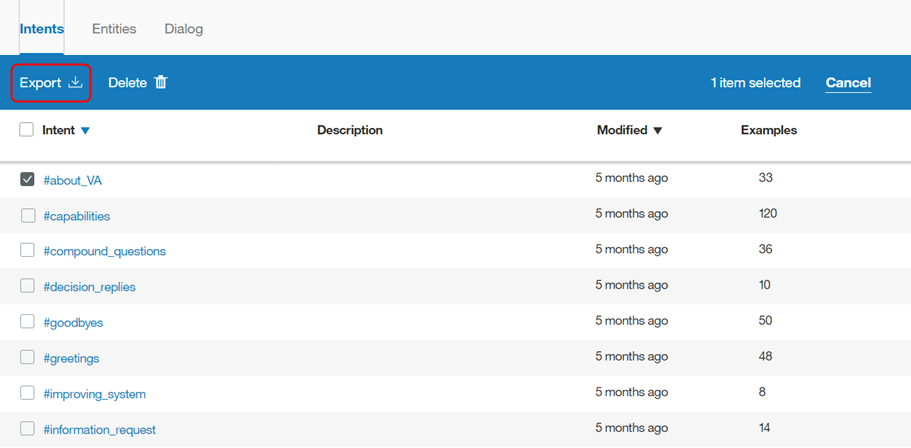 Intents Entities Dialog
Export Delete 1 item selected Cancel
Intent Description Modified Examples
#about_VA 5 months ago 33
#capabilities 5 months ago 120
#compound_questions 5 months ago 36
#decision_replies 5 months ago 10
#goodbyes 5 months ago 50
#greetings 5 months ago 48
#improving_system 5 months ago 8
#information_request 5 months ago 14